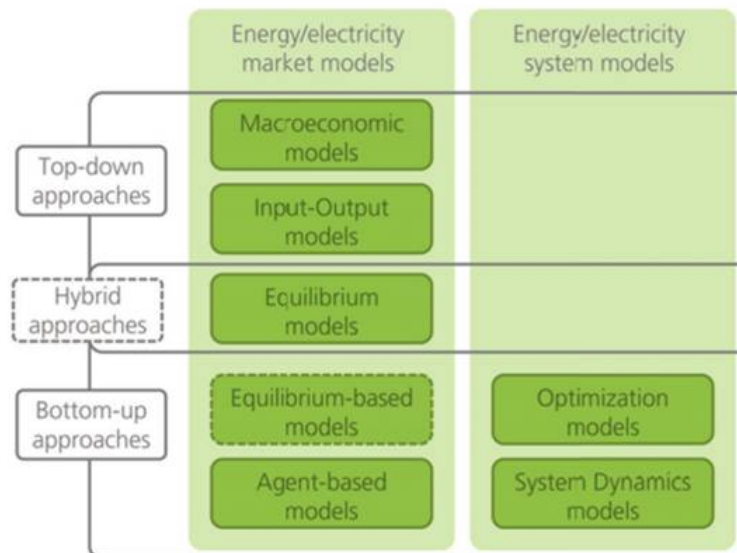 Energy/electricity
market models
Energy/electricity
system models
Top-down
approaches
Macroeconomic
models
Input-Output
models
Hybrid
approaches
Equilibrium
models
Bottom-up
approaches
Equilibrium-based
models
Optimization
models
Agent-based
models
System Dynamics
models